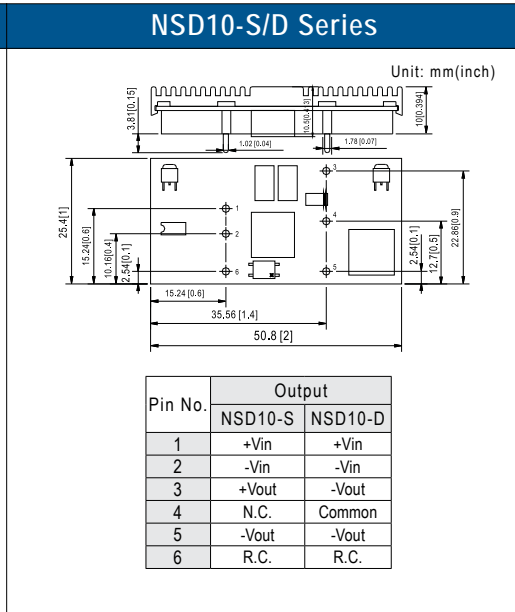 NSD10-S/D Series
Unit: mm(inch)
3.81[0.15]
10.5[0.413]
10[0.394]
1.02 [0.04]
1.78 [0.07]
3
1
4
2
6
5
25.4[1]
15.24[0.6]
10.16[0.4]
2.54[0.1]
2.54[0.1]
12.7[0.5]
22.86[0.9]
15.24 [0.6]
35.56 [1.4]
50.8 [2]
Pin No. Output
NSD10-S NSD10-D
1 +Vin +Vin
2 -Vin -Vin
3 +Vout -Vout
4 N.C. Common
5 -Vout -Vout
6 R.C. R.C.